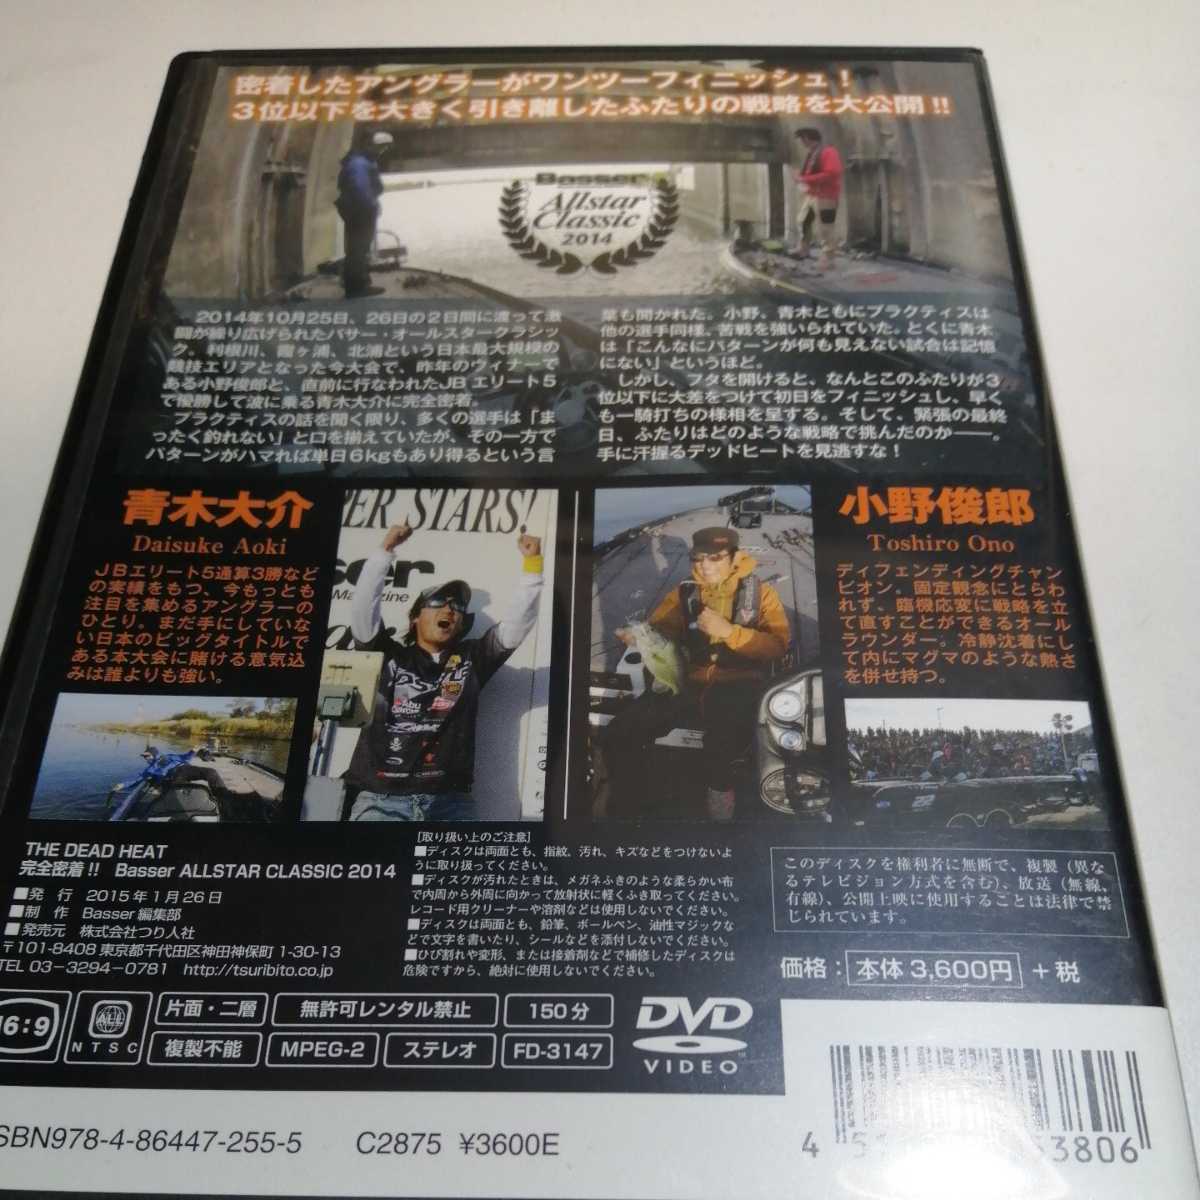 密着したアングラーがワンツーフィニッシュ！
3位以下を大きく引き離したふたりの戦略を大公開!!
Basser
Allstar
Classic
2014
2014年10月25日、26日の2日間に渡って激
闘が繰り広げられたバサー・オールスタークラシッ
ク。利根川、霞ヶ浦、北浦という日本最大規模の
競技エリアとなった今大会で、昨年のウィナーで
ある小野俊郎と、直前に行なわれたJB エリート5
で優勝して波に乗る青木大介に完全密着。
プラクティスの話を聞く限り、多くの選手は「ま
ったく釣れない」と口を揃えていたが、その一方で
パターンがハマれば単日6kgもあり得るという言
葉も聞かれた。小野、青木ともにプラクティスは
他の選手同様、苦戦を強いられていた。とくに青木
は「こんなにパターンが何も見えない試合は記憶
にない」というほど。
しかし、フタを開けると、なんとこのふたりが3
位以下に大差をつけて初日をフィニッシュし、早く
も一騎打ちの様相を呈する。そして、緊張の最終
日、ふたりはどのような戦略で挑んだのか――。
手に汗握るデッドヒートを見逃すな！
青木大介
Daisuke Aoki
JBエリート5通算3勝など
の実績をもつ、今もっとも
注目を集めるアングラーの
ひとり。まだ手にしていな
い日本のビッグタイトルで
ある本大会に賭ける意気込
みは誰よりも強い。
PER STARS!
sser
Magazine
小野俊郎
Toshiro Ono
ディフェンディングチャン
ピオン。固定観念にとらわ
れず、臨機応変に戦略を立
て直すことができるオール
ラウンダー。冷静沈着にし
て内にマグマのような熱さ
を併せ持つ。
THE DEAD HEAT
完全密着!! Basser ALLSTAR CLASSIC 2014
■発 行 2015年1月26日
■制 作 Basser編集部
■発売元 株式会社つり人社
〒101-8408 東京都千代田区神田神保町 1-30-13
TEL 03-3294-0781 http://tsuribito.co.jp
[取り扱い上のご注意]
■ディスクは両面とも、指紋、汚れ、キズなどをつけないよ
うに取り扱ってください。
■ディスクが汚れたときは、メガネふきのような柔らかい布
で内周から外周に向かって放射状に軽くふき取ってください。
レコード用クリーナーや溶剤などは使用しないでください。
■ディスクは両面とも、鉛筆、ボールペン、油性マジックな
どで文字を書いたり、シールなどを添付しないでください。
■ひび割れや変形、または接着剤などで補修したディスクは
危険ですから、絶対に使用しないでください。
このディスクを権利者に無断で、複製（異な
るテレビジョン方式を含む）、放送（無線、
有線）、公開上映に使用することは法律で禁
じられています。
価格：本体3,600円 + 税
16:9
ALL
NTSC
片面・二層
無許可レンタル禁止
150分
複製不能
MPEG-2
ステレオ
FD-3147
DVD
VIDEO
SBN978-4-86447-255-5 C2875 ¥3600E
53806